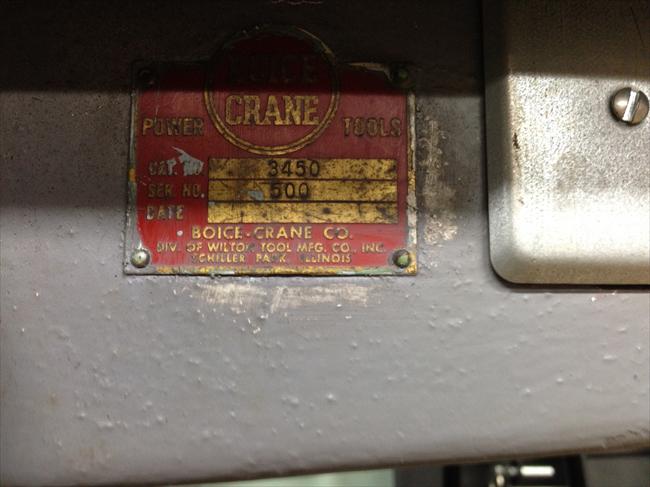 BOICE
CRANE
POWER TOOLS
CAT. NO 3450
SER. NO. 500
DATE
BOICE-CRANE CO.
DIV. OF WILTON TOOL MFG. CO., INC.
SCHILLER PARK, ILLINOIS